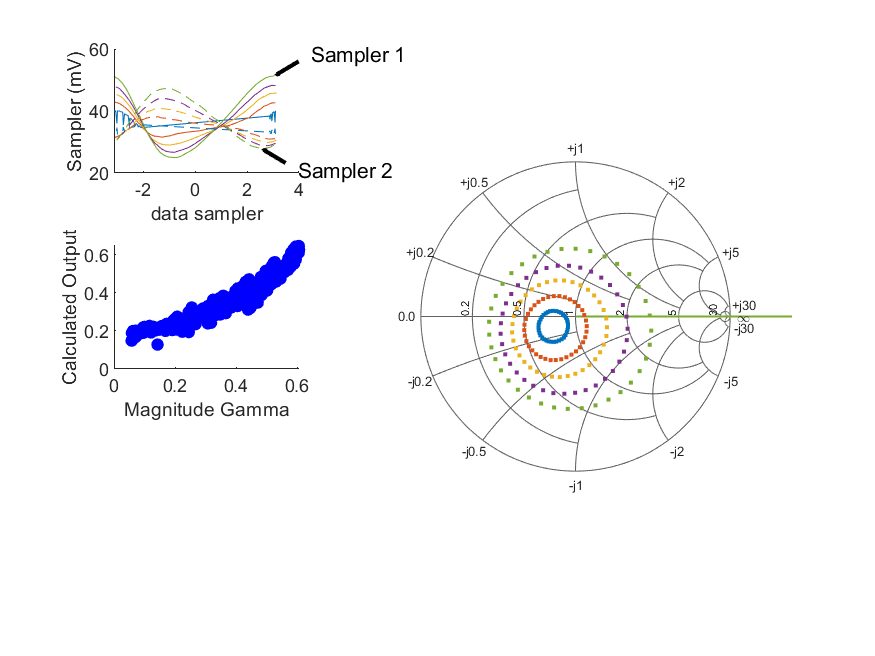 60
40
20
Sampler (mV)
-2
0
2
4
data sampler
Sampler 1
Sampler 2
0.6
0.4
0.2
0
Calculated Output
0
0.2
0.4
0.6
Magnitude Gamma
+j1
+j0.5
+j2
+j0.2
+j5
+j30
0.0
0.2
0.5
1
2
5
30
-j30
-j0.2
-j5
-j0.5
-j2
-j1